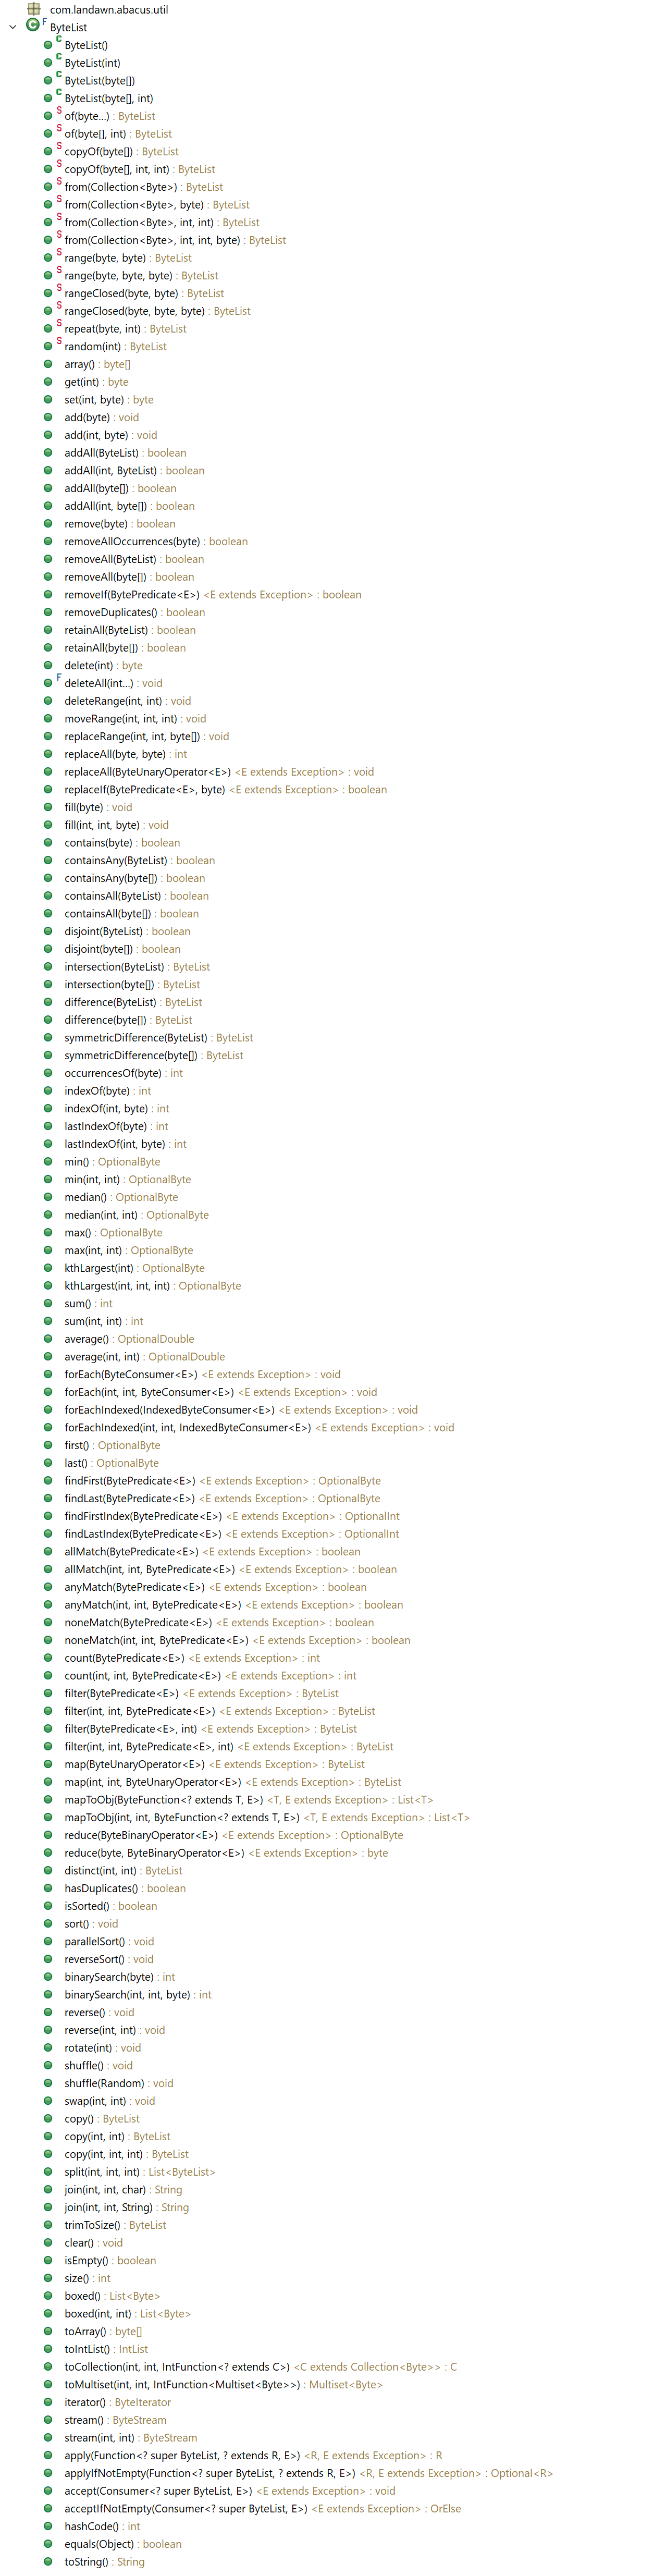 com.landawn.abacus.util
ByteList
ByteList()
ByteList(int)
ByteList(byte[])
ByteList(byte[], int)
of(byte...) : ByteList
of(byte[], int) : ByteList
copyOf(byte[]) : ByteList
copyOf(byte[], int, int) : ByteList
from(Collection<Byte>) : ByteList
from(Collection<Byte>, byte) : ByteList
from(Collection<Byte>, int, int) : ByteList
from(Collection<Byte>, int, int, byte) : ByteList
range(byte, byte) : ByteList
range(byte, byte, byte) : ByteList
rangeClosed(byte, byte) : ByteList
rangeClosed(byte, byte, byte) : ByteList
repeat(byte, int) : ByteList
random(int) : ByteList
array() : byte[]
get(int) : byte
set(int, byte) : byte
add(byte) : void
add(int, byte) : void
addAll(ByteList) : boolean
addAll(int, ByteList) : boolean
addAll(byte[]) : boolean
addAll(int, byte[]) : boolean
remove(byte) : boolean
removeAllOccurrences(byte) : boolean
removeAll(ByteList) : boolean
removeAll(byte[]) : boolean
removeIf(BytePredicate<E>) <E extends Exception> : boolean
removeDuplicates() : boolean
retainAll(ByteList) : boolean
retainAll(byte[]) : boolean
delete(int) : byte
deleteAll(int...) : void
deleteRange(int, int) : void
moveRange(int, int, int) : void
replaceRange(int, int, byte[]) : void
replaceAll(byte, byte) : int
replaceAll(ByteUnaryOperator<E>) <E extends Exception> : void
replaceIf(BytePredicate<E>, byte) <E extends Exception> : boolean
fill(byte) : void
fill(int, int, byte) : void
contains(byte) : boolean
containsAny(ByteList) : boolean
containsAny(byte[]) : boolean
containsAll(ByteList) : boolean
containsAll(byte[]) : boolean
disjoint(ByteList) : boolean
disjoint(byte[]) : boolean
intersection(ByteList) : ByteList
intersection(byte[]) : ByteList
difference(ByteList) : ByteList
difference(byte[]) : ByteList
symmetricDifference(ByteList) : ByteList
symmetricDifference(byte[]) : ByteList
occurrencesOf(byte) : int
indexOf(byte) : int
indexOf(int, byte) : int
lastIndexOf(byte) : int
lastIndexOf(int, byte) : int
min() : OptionalByte
min(int, int) : OptionalByte
median() : OptionalByte
median(int, int) : OptionalByte
max() : OptionalByte
max(int, int) : OptionalByte
kthLargest(int) : OptionalByte
kthLargest(int, int, int) : OptionalByte
sum() : int
sum(int, int) : int
average() : OptionalDouble
average(int, int) : OptionalDouble
forEach(ByteConsumer<E>) <E extends Exception> : void
forEach(int, int, ByteConsumer<E>) <E extends Exception> : void
forEachIndexed(IndexedByteConsumer<E>) <E extends Exception> : void
forEachIndexed(int, int, IndexedByteConsumer<E>) <E extends Exception> : void
first() : OptionalByte
last() : OptionalByte
findFirst(BytePredicate<E>) <E extends Exception> : OptionalByte
findLast(BytePredicate<E>) <E extends Exception> : OptionalByte
findFirstIndex(BytePredicate<E>) <E extends Exception> : OptionalInt
findLastIndex(BytePredicate<E>) <E extends Exception> : OptionalInt
allMatch(BytePredicate<E>) <E extends Exception> : boolean
allMatch(int, int, BytePredicate<E>) <E extends Exception> : boolean
anyMatch(BytePredicate<E>) <E extends Exception> : boolean
anyMatch(int, int, BytePredicate<E>) <E extends Exception> : boolean
noneMatch(BytePredicate<E>) <E extends Exception> : boolean
noneMatch(int, int, BytePredicate<E>) <E extends Exception> : boolean
count(BytePredicate<E>) <E extends Exception> : int
count(int, int, BytePredicate<E>) <E extends Exception> : int
filter(BytePredicate<E>) <E extends Exception> : ByteList
filter(int, int, BytePredicate<E>) <E extends Exception> : ByteList
filter(BytePredicate<E>, int) <E extends Exception> : ByteList
filter(int, int, BytePredicate<E>, int) <E extends Exception> : ByteList
map(ByteUnaryOperator<E>) <E extends Exception> : ByteList
map(int, int, ByteUnaryOperator<E>) <E extends Exception> : ByteList
mapToObj(ByteFunction<? extends T, E>) <T, E extends Exception> : List<T>
mapToObj(int, int, ByteFunction<? extends T, E>) <T, E extends Exception> : List<T>
reduce(ByteBinaryOperator<E>) <E extends Exception> : OptionalByte
reduce(byte, ByteBinaryOperator<E>) <E extends Exception> : byte
distinct(int, int) : ByteList
hasDuplicates() : boolean
isSorted() : boolean
sort() : void
parallelSort() : void
reverseSort() : void
binarySearch(byte) : int
binarySearch(int, int, byte) : int
reverse() : void
reverse(int, int) : void
rotate(int) : void
shuffle() : void
shuffle(Random) : void
swap(int, int) : void
copy() : ByteList
copy(int, int) : ByteList
copy(int, int, int) : ByteList
split(int, int, int) : List<ByteList>
join(int, int, char) : String
join(int, int, String) : String
trimToSize() : ByteList
clear() : void
isEmpty() : boolean
size() : int
boxed() : List<Byte>
boxed(int, int) : List<Byte>
toArray() : byte[]
toIntList() : IntList
toCollection(int, int, IntFunction<? extends C>) <C extends Collection<Byte>> : C
toMultiset(int, int, IntFunction<Multiset<Byte>>) : Multiset<Byte>
iterator() : ByteIterator
stream() : ByteStream
stream(int, int) : ByteStream
apply(Function<? super ByteList, ? extends R, E>) <R, E extends Exception> : R
applyIfNotEmpty(Function<? super ByteList, ? extends R, E>) <R, E extends Exception> : Optional<R>
accept(Consumer<? super ByteList, E>) <E extends Exception> : void
acceptIfNotEmpty(Consumer<? super ByteList, E>) <E extends Exception> : OrElse
hashCode() : int
equals(Object) : boolean
toString() : String